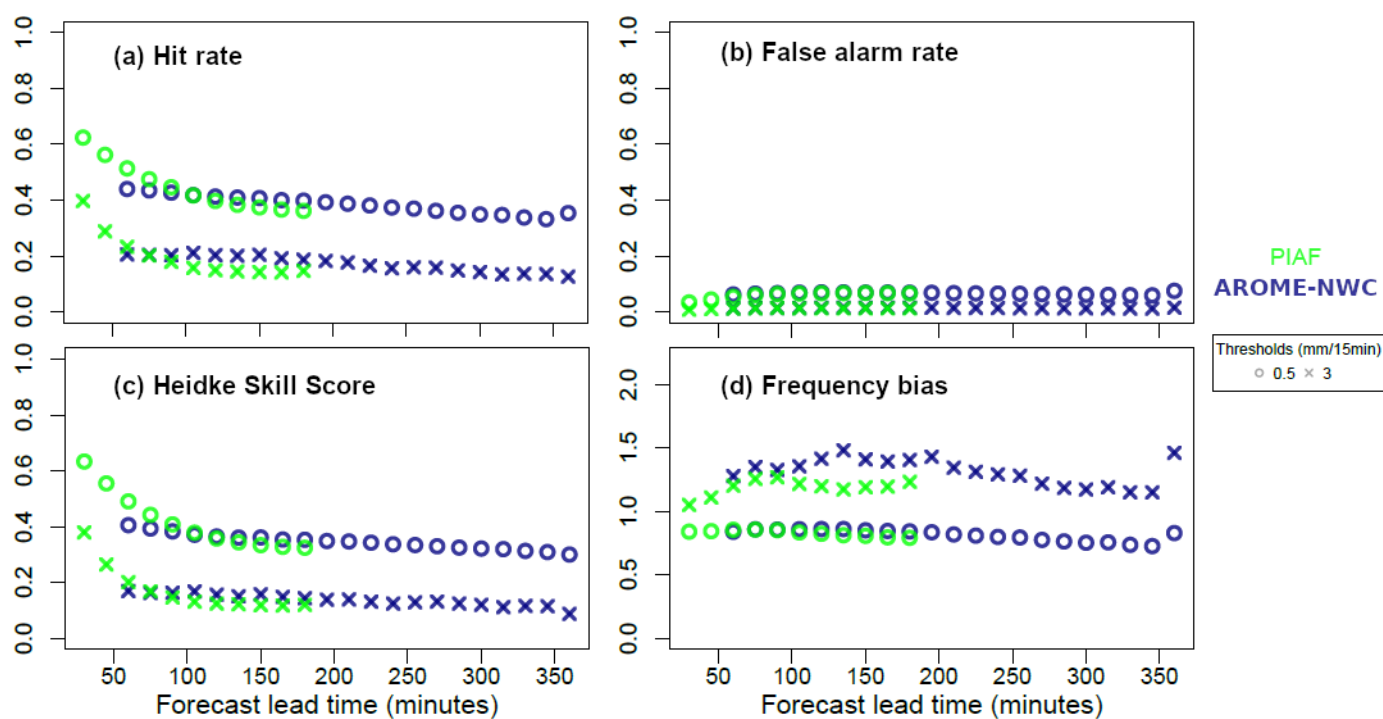 (a) Hit rate
0.0 0.2 0.4 0.6 0.8 1.0
(b) False alarm rate
0.0 0.2 0.4 0.6 0.8 1.0
PIAF
AROME-NWC
Thresholds (mm/15min)
0.5 3
(c) Heidke Skill Score
0.0 0.2 0.4 0.6 0.8 1.0
50 100 150 200 250 300 350
Forecast lead time (minutes)
(d) Frequency bias
0.0 0.5 1.0 1.5 2.0
50 100 150 200 250 300 350
Forecast lead time (minutes)